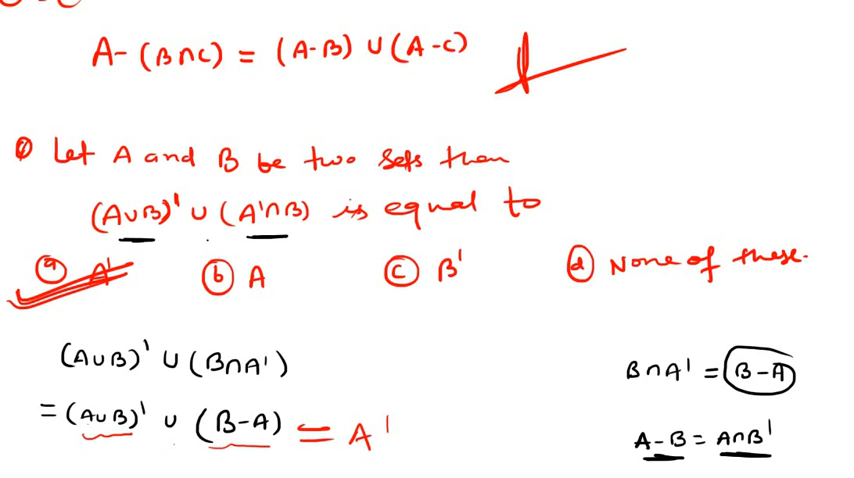 A-(B∩C) = (A-B) ∪ (A-C)
Let A and B be two sets then
(A∪B)' ∪ (A'∩B) is equal to
(a) A' (b) A (c) B' (d) None of these.
(A∪B)' ∪ (B∩A')
= (A∪B)' ∪ (B-A) = A'
B∩A' = B-A
A-B = A∩B'